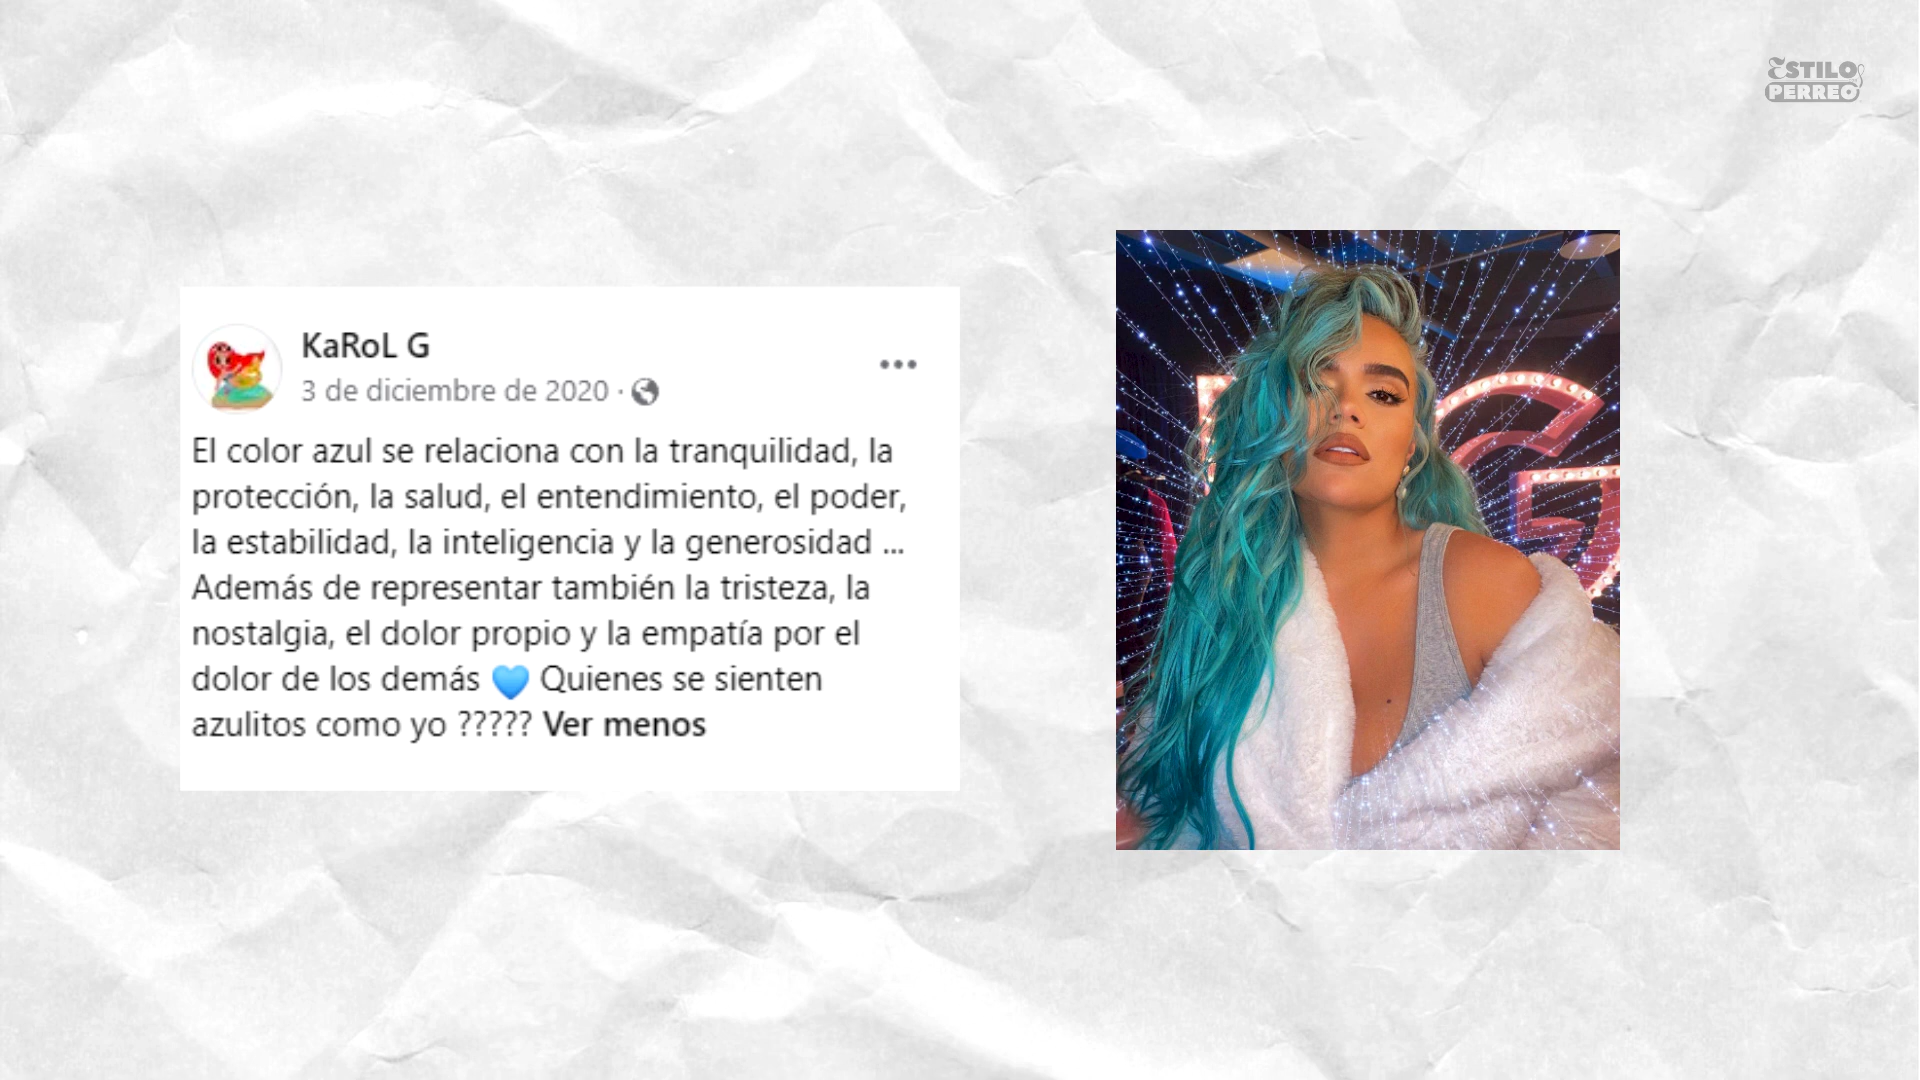 ESTILO
PERREO
KaRoL G
3 de diciembre de 2020 ·
El color azul se relaciona con la tranquilidad, la
protección, la salud, el entendimiento, el poder,
la estabilidad, la inteligencia y la generosidad ...
Además de representar también la tristeza, la
nostalgia, el dolor propio y la empatía por el
dolor de los demás 💙 Quienes se sienten
azulitos como yo ????? Ver menos
G